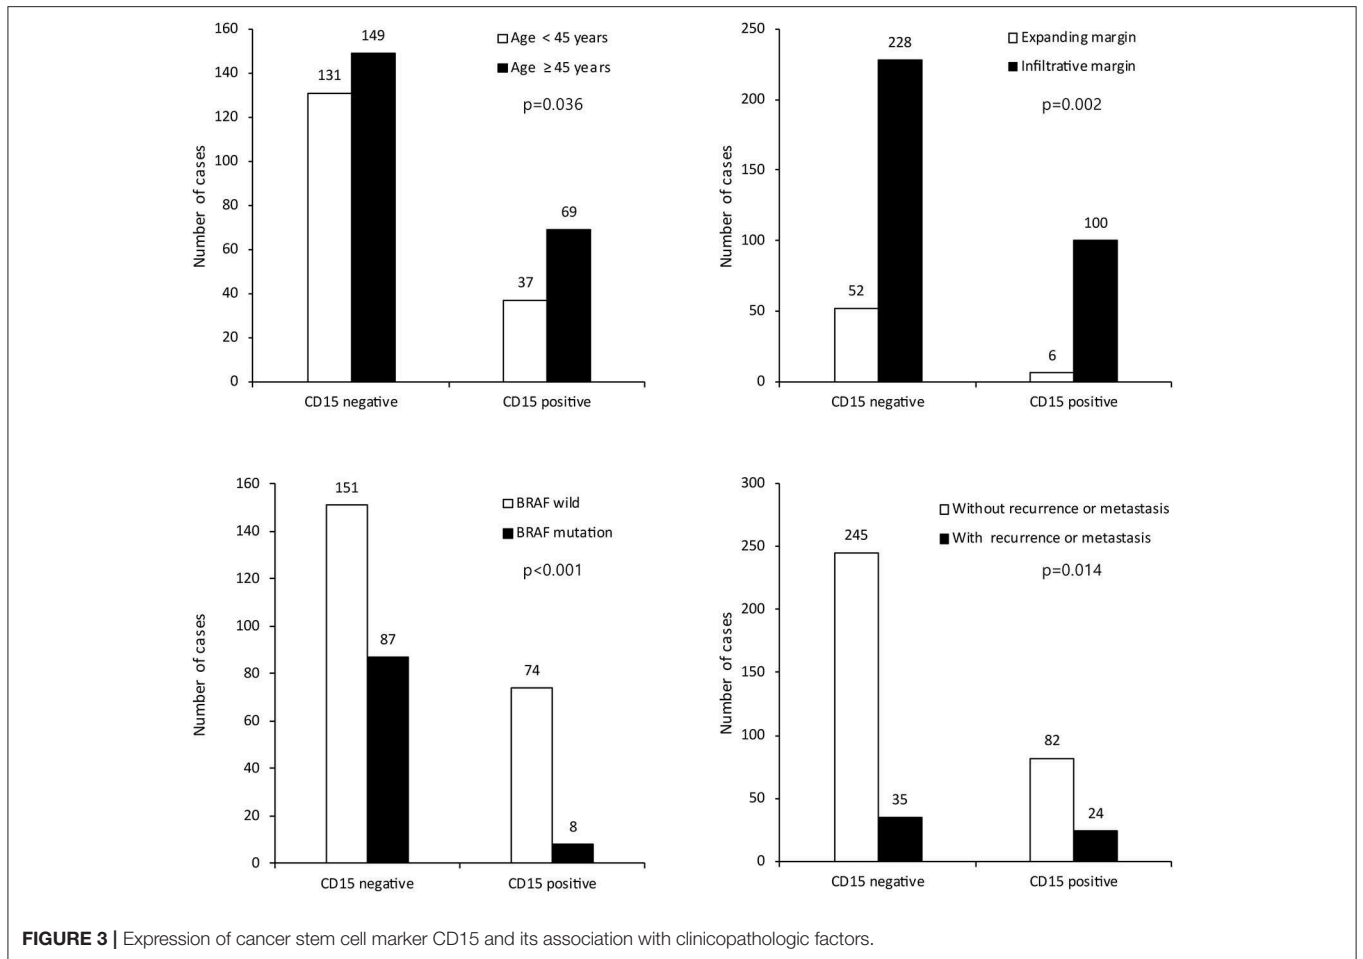 160
140
120
100
80
60
40
20
0
Number of cases
131
149
37
69
Age < 45 years
Age ≥ 45 years
p=0.036
CD15 negative
CD15 positive
250
200
150
100
50
0
Number of cases
52
228
6
100
Expanding margin
Infiltrative margin
p=0.002
CD15 negative
CD15 positive
160
140
120
100
80
60
40
20
0
Number of cases
151
87
74
8
BRAF wild
BRAF mutation
p<0.001
CD15 negative
CD15 positive
300
250
200
150
100
50
0
Number of cases
245
35
82
24
Without recurrence or metastasis
With recurrence or metastasis
p=0.014
CD15 negative
CD15 positive
FIGURE 3 | Expression of cancer stem cell marker CD15 and its association with clinicopathologic factors.